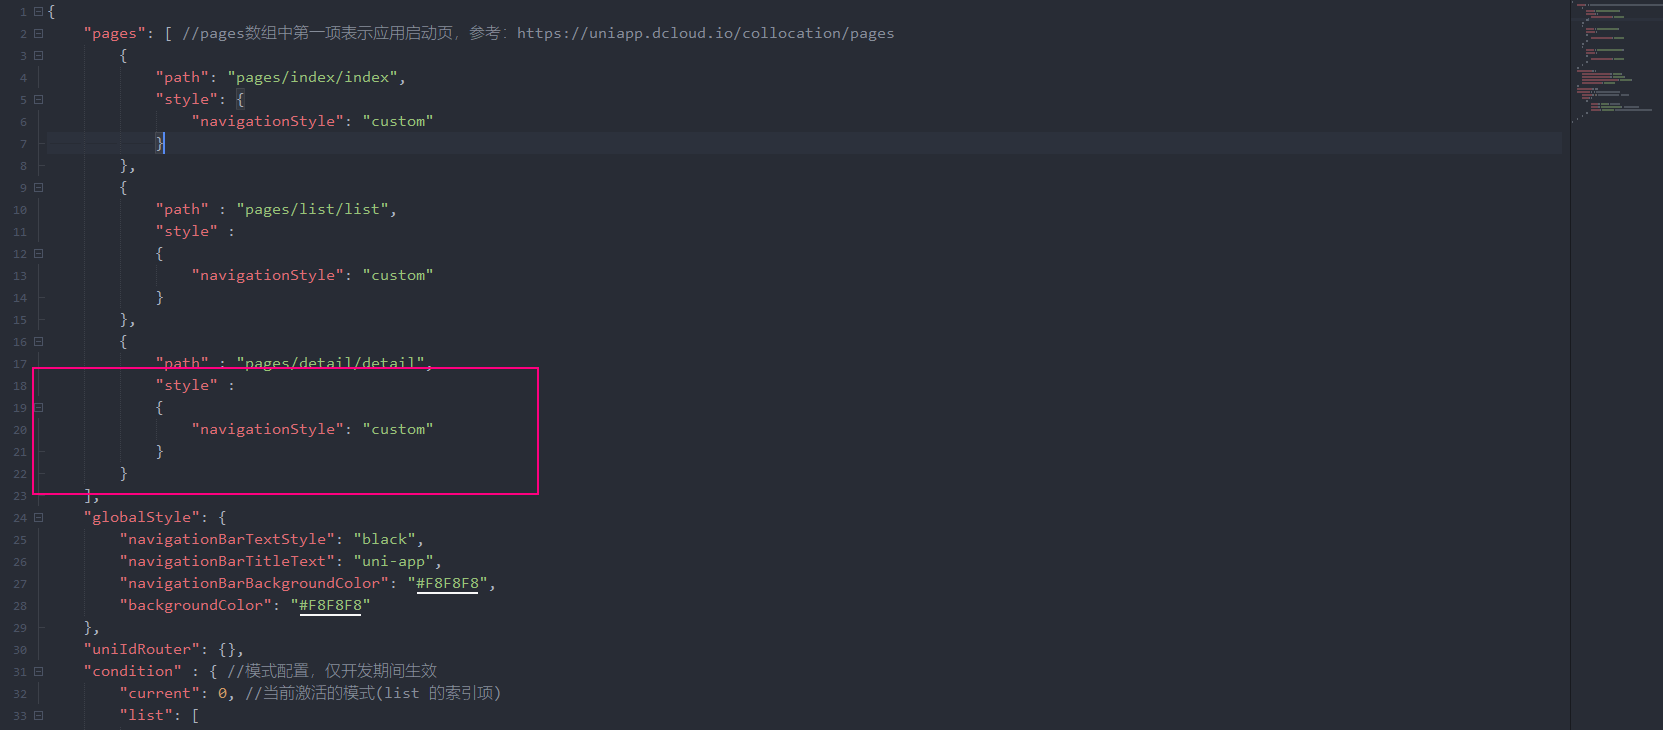 1 {
2 "pages": [ //pages数组中第一项表示应用启动页，参考：https://uniapp.dcloud.io/collocation/pages
3 {
4 "path": "pages/index/index",
5 "style": {
6 "navigationStyle": "custom"
7 }
8 },
9 {
10 "path" : "pages/list/list",
11 "style" :
12 {
13 "navigationStyle": "custom"
14 }
15 },
16 {
17 "path" : "pages/detail/detail",
18 "style" :
19 {
20 "navigationStyle": "custom"
21 }
22 }
23 ],
24 "globalStyle": {
25 "navigationBarTextStyle": "black",
26 "navigationBarTitleText": "uni-app",
27 "navigationBarBackgroundColor": "#F8F8F8",
28 "backgroundColor": "#F8F8F8"
29 },
30 "uniIdRouter": {},
31 "condition" : { //模式配置，仅开发期间生效
32 "current": 0, //当前激活的模式(list 的索引项)
33 "list": [